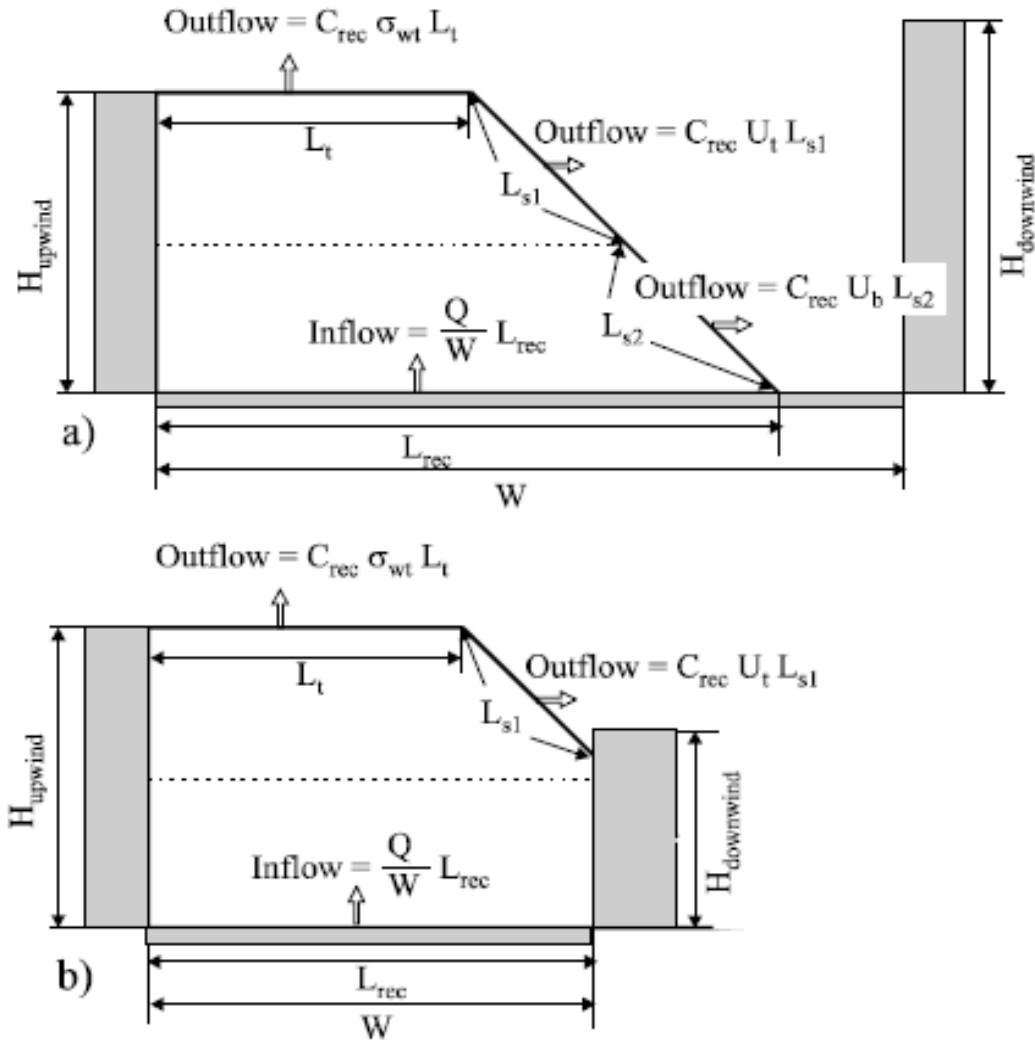 Outflow = C_rec σ_wt L_t
L_t
Outflow = C_rec U_t L_s1
L_s1
H_upwind
H_downwind
Outflow = C_rec U_b L_s2
L_s2
Inflow = Q/W L_rec
a)
L_rec
W
Outflow = C_rec σ_wt L_t
L_t
Outflow = C_rec U_t L_s1
L_s1
H_upwind
H_downwind
Inflow = Q/W L_rec
b)
L_rec
W